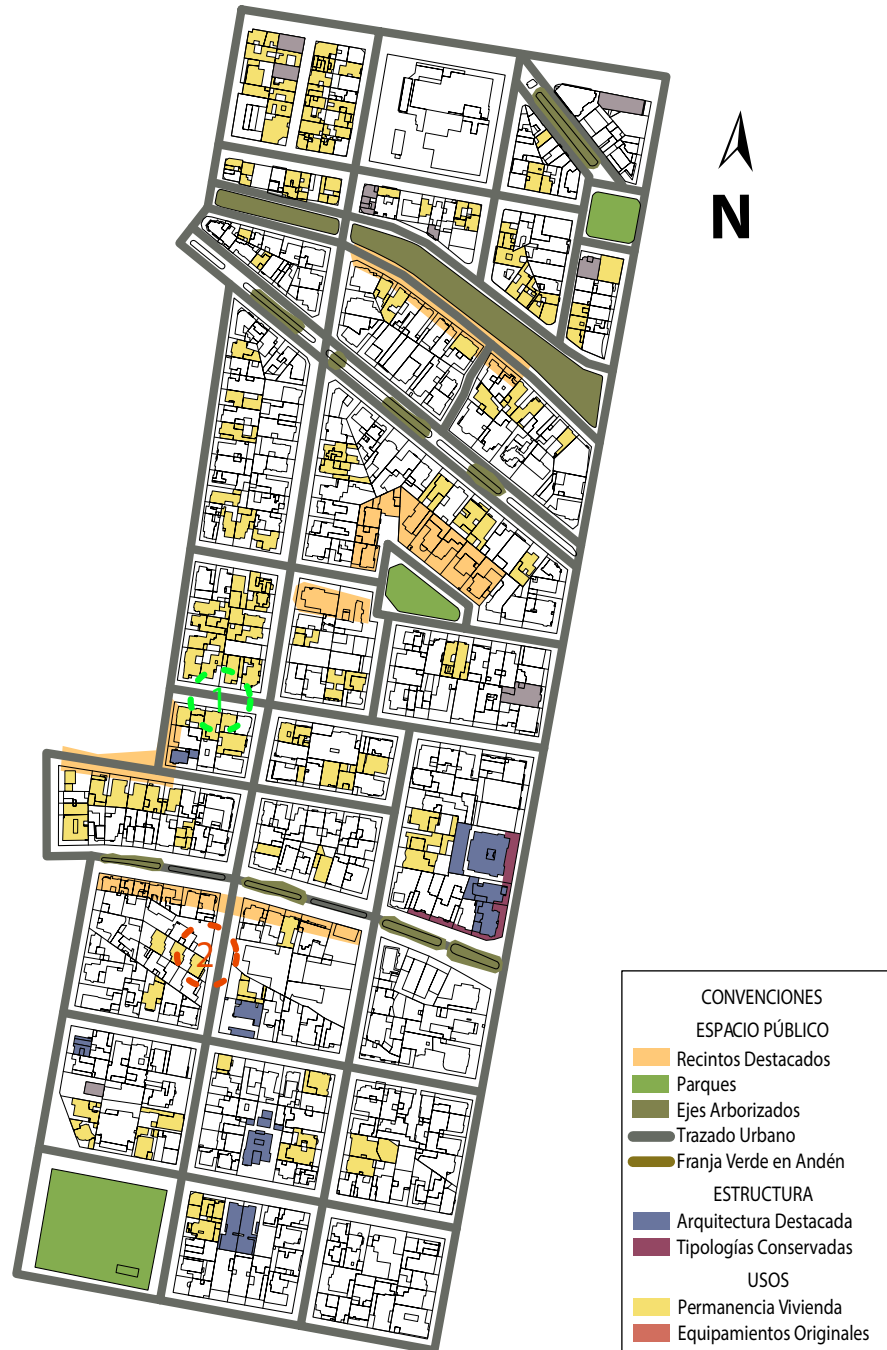 N
1
2
CONVENCIONES
ESPACIO PÚBLICO
Recintos Destacados
Parques
Ejes Arborizados
Trazado Urbano
Franja Verde en Andén
ESTRUCTURA
Arquitectura Destacada
Tipologías Conservadas
USOS
Permanencia Vivienda
Equipamientos Originales